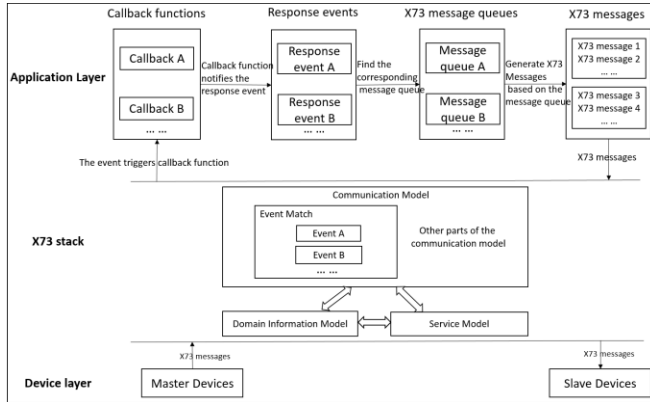 Callback functions
Response events
X73 message queues
X73 messages
Application Layer
Callback A
Callback B
... ...
Callback function
notifies the
response event
Response
event A
Response
event B
... ...
Find the
corresponding
message queue
Message
queue A
Message
queue B
... ...
Generate X73
Messages
based on the
message queue
X73 message 1
X73 message 2
... ...
X73 message 3
X73 message 4
... ...
The event triggers callback function
X73 messages
X73 stack
Communication Model
Event Match
Event A
Event B
... ...
Other parts of the
communication model
Domain Information Model
Service Model
X73 messages
X73 messages
Device layer
Master Devices
Slave Devices